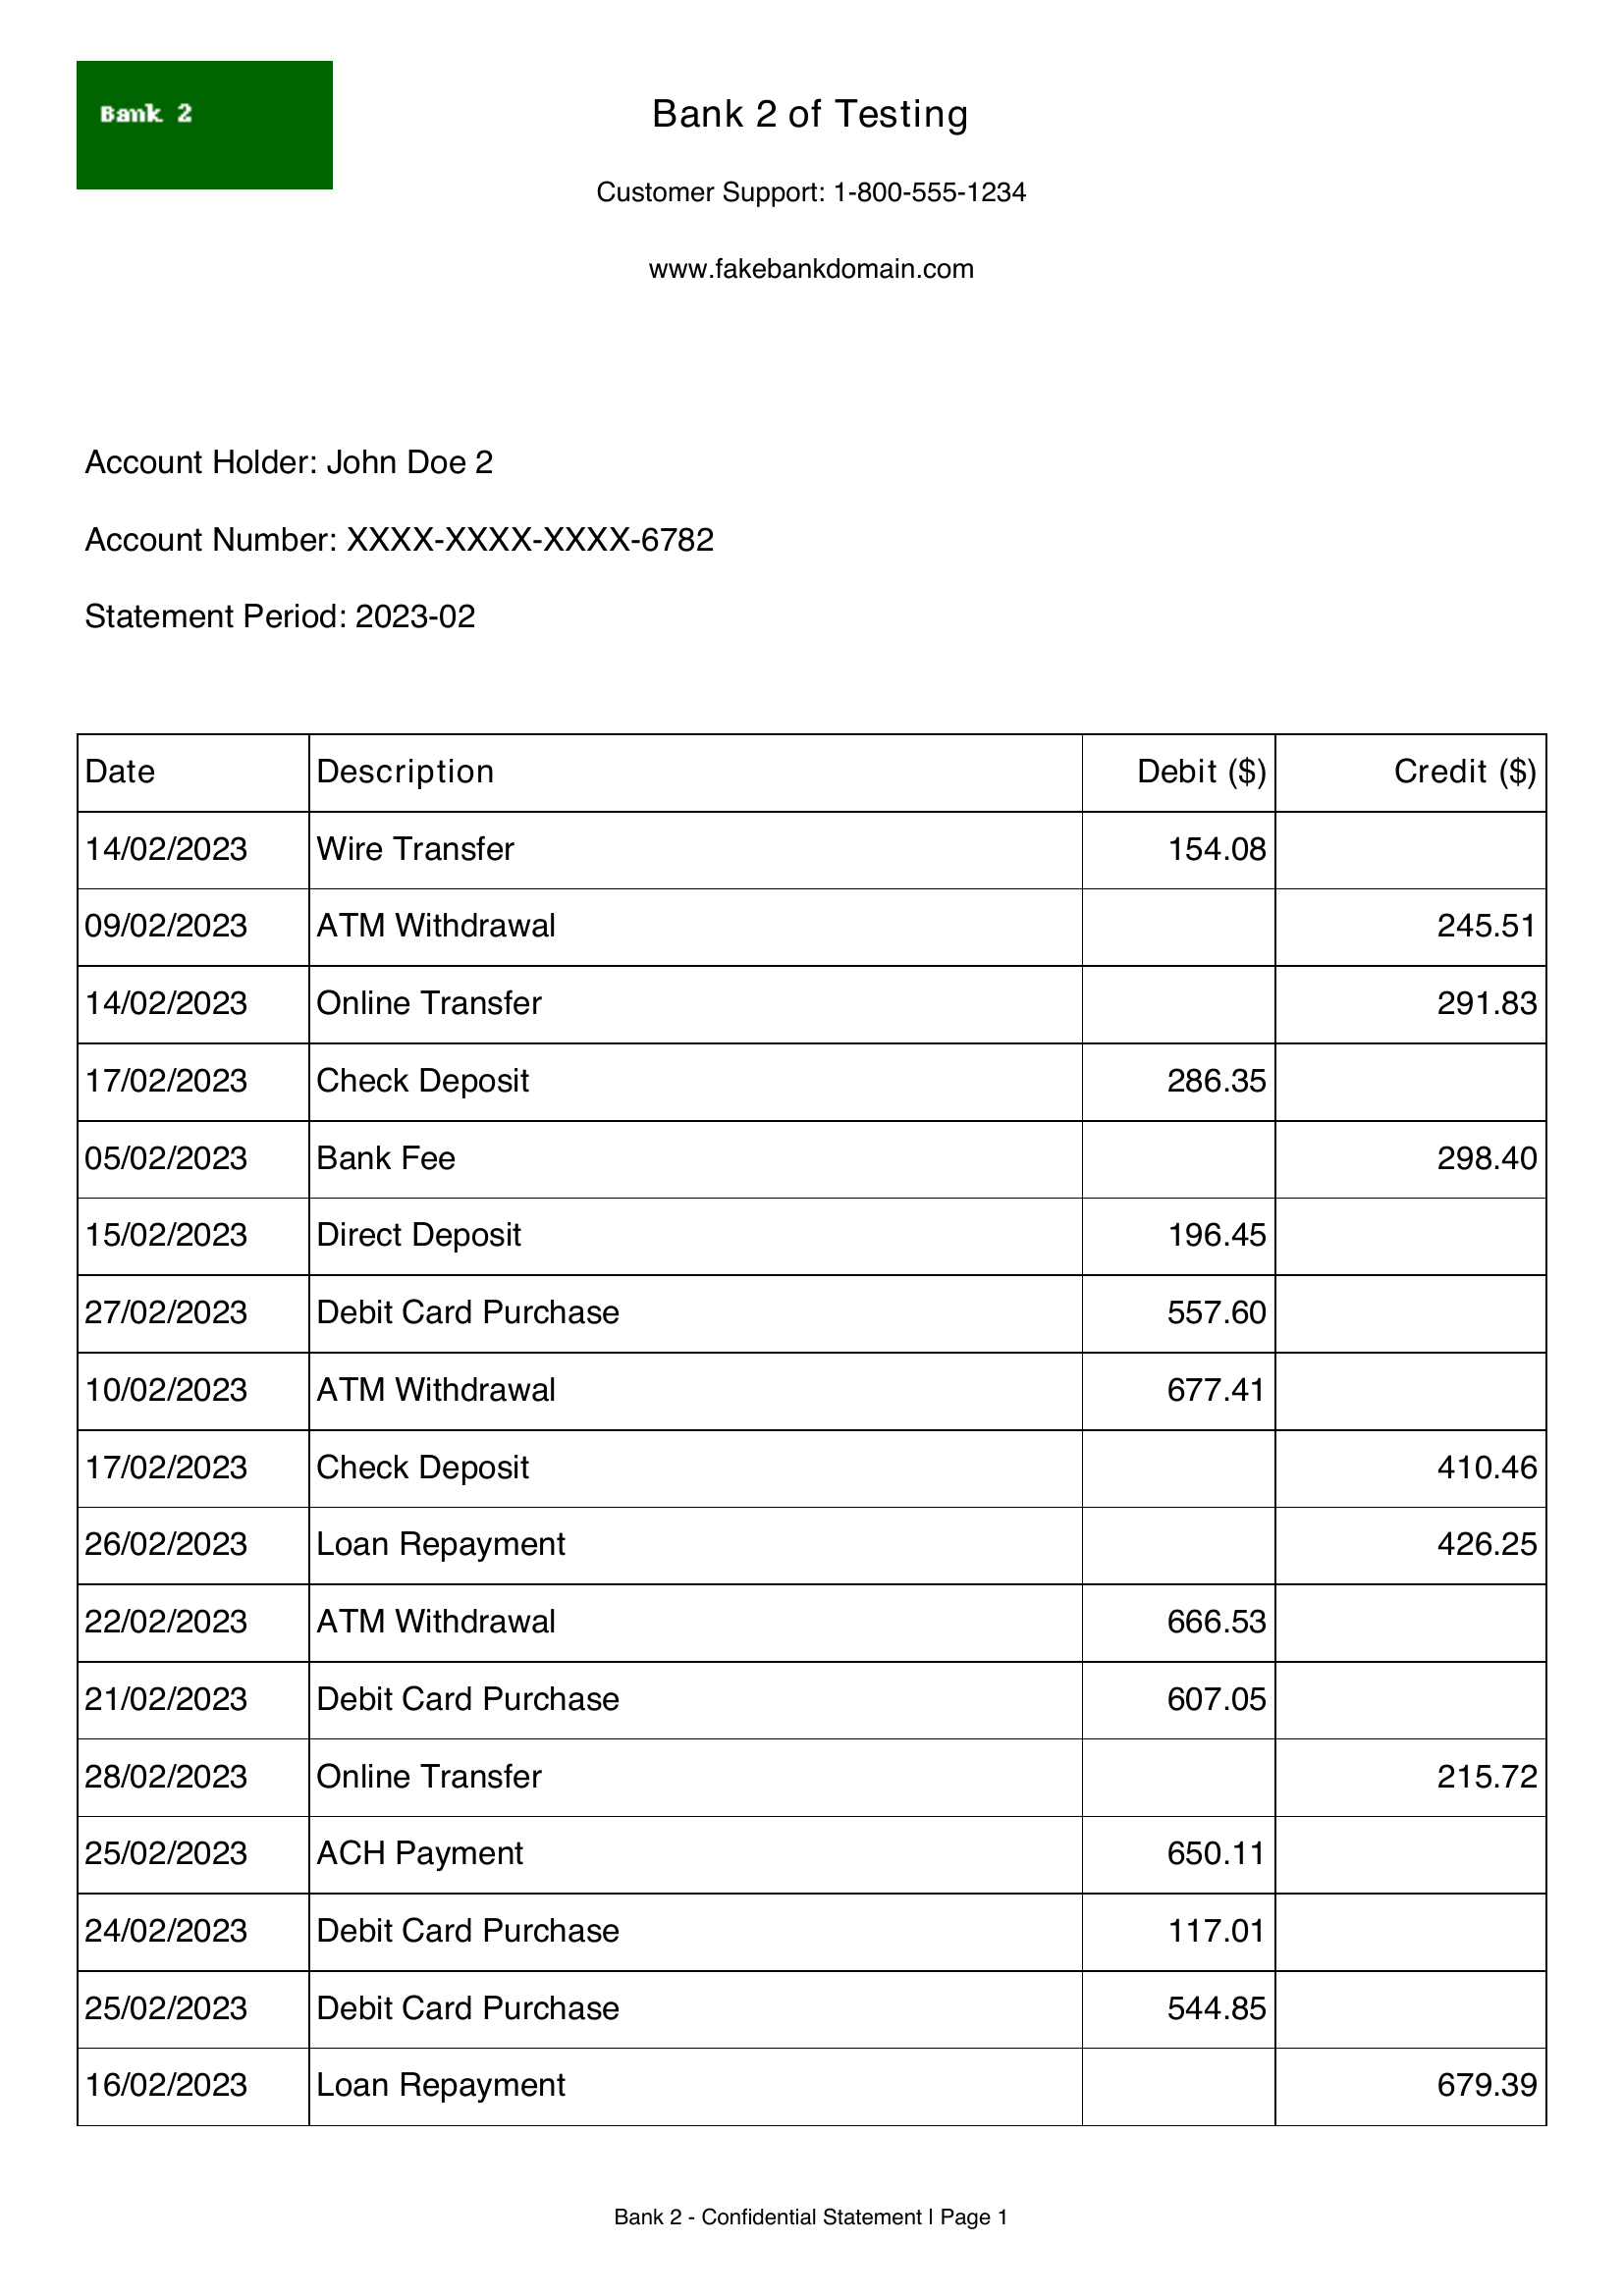 Bank 2
Bank 2 of Testing
Customer Support: 1-800-555-1234
www.fakebankdomain.com
Account Holder: John Doe 2
Account Number: XXXX-XXXX-XXXX-6782
Statement Period: 2023-02
Date Description Debit ($) Credit ($)
14/02/2023 Wire Transfer 154.08
09/02/2023 ATM Withdrawal 245.51
14/02/2023 Online Transfer 291.83
17/02/2023 Check Deposit 286.35
05/02/2023 Bank Fee 298.40
15/02/2023 Direct Deposit 196.45
27/02/2023 Debit Card Purchase 557.60
10/02/2023 ATM Withdrawal 677.41
17/02/2023 Check Deposit 410.46
26/02/2023 Loan Repayment 426.25
22/02/2023 ATM Withdrawal 666.53
21/02/2023 Debit Card Purchase 607.05
28/02/2023 Online Transfer 215.72
25/02/2023 ACH Payment 650.11
24/02/2023 Debit Card Purchase 117.01
25/02/2023 Debit Card Purchase 544.85
16/02/2023 Loan Repayment 679.39
Bank 2 - Confidential Statement | Page 1